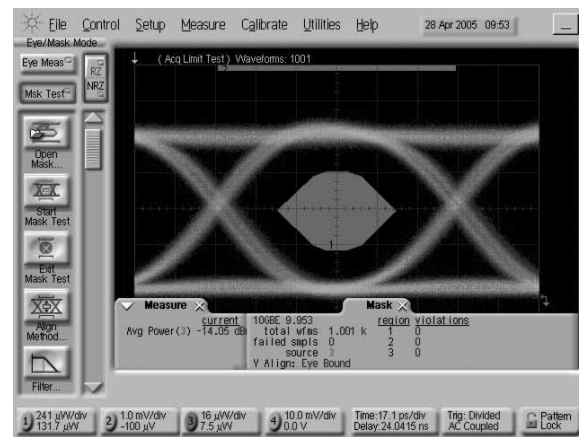 File Control Setup Measure Calibrate Utilities Help 28 Apr 2005 09:53
Eye/Mask Mode
Eye Meas
RZ
NRZ
Msk Test
( Acq Limit Test ) Waveforms: 1001
Open
Mask...
Start
Mask Test
Exit
Mask Test
Align
Method...
Filter...
1
Measure
current
Avg Power(3) -14.05 dB
Mask
10GBE 9.953 region violations
total wfms 1.001 k 1 0
failed smpls 0 2 0
source 3 3 0
Y Align: Eye Bound
1) 241 µW/div
131.7 µW
2) 1.0 mV/div
-100 µV
3) 16 µW/div
7.5 µW
4) 10.0 mV/div
0.0 V
Time:17.1 ps/div
Delay:24.0415 ns
Trig: Divided
AC Coupled
Pattern
Lock